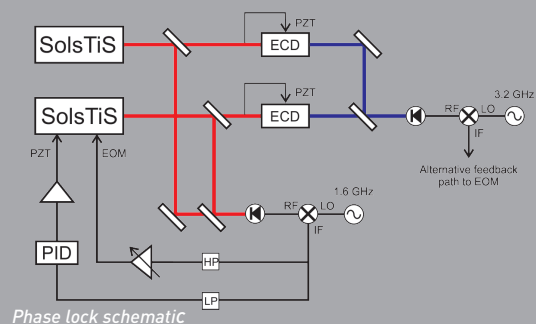 SolsTiS
PZT
ECD
SolsTiS
PZT
ECD
3.2 GHz
RF
LO
IF
Alternative feedback
path to EOM
PZT
EOM
1.6 GHz
RF
LO
IF
PID
HP
LP
Phase lock schematic